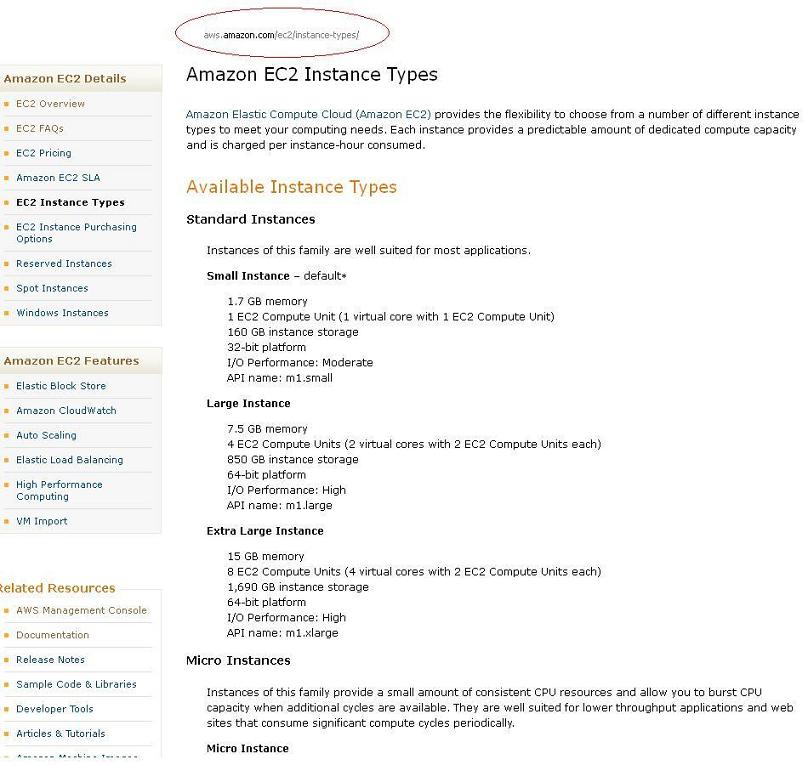 aws.amazon.com/ec2/instance-types/
Amazon EC2 Details
EC2 Overview
EC2 FAQs
EC2 Pricing
Amazon EC2 SLA
EC2 Instance Types
EC2 Instance Purchasing
Options
Reserved Instances
Spot Instances
Windows Instances
Amazon EC2 Features
Elastic Block Store
Amazon CloudWatch
Auto Scaling
Elastic Load Balancing
High Performance
Computing
VM Import
Related Resources
AWS Management Console
Documentation
Release Notes
Sample Code & Libraries
Developer Tools
Articles & Tutorials
Amazon Machine Images
Amazon EC2 Instance Types
Amazon Elastic Compute Cloud (Amazon EC2) provides the flexibility to choose from a number of different instance
types to meet your computing needs. Each instance provides a predictable amount of dedicated compute capacity
and is charged per instance-hour consumed.
Available Instance Types
Standard Instances
Instances of this family are well suited for most applications.
Small Instance – default*
1.7 GB memory
1 EC2 Compute Unit (1 virtual core with 1 EC2 Compute Unit)
160 GB instance storage
32-bit platform
I/O Performance: Moderate
API name: m1.small
Large Instance
7.5 GB memory
4 EC2 Compute Units (2 virtual cores with 2 EC2 Compute Units each)
850 GB instance storage
64-bit platform
I/O Performance: High
API name: m1.large
Extra Large Instance
15 GB memory
8 EC2 Compute Units (4 virtual cores with 2 EC2 Compute Units each)
1,690 GB instance storage
64-bit platform
I/O Performance: High
API name: m1.xlarge
Micro Instances
Instances of this family provide a small amount of consistent CPU resources and allow you to burst CPU
capacity when additional cycles are available. They are well suited for lower throughput applications and web
sites that consume significant compute cycles periodically.
Micro Instance